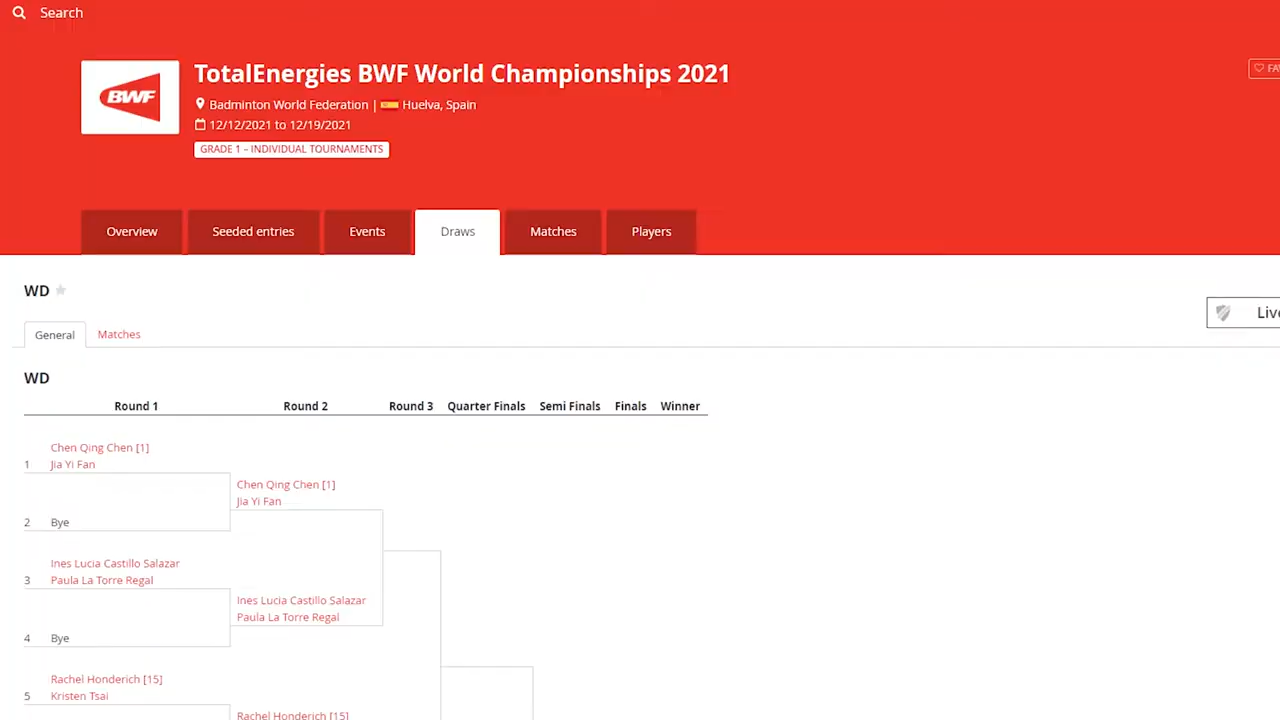 Search
BWF
TotalEnergies BWF World Championships 2021
Badminton World Federation | Huelva, Spain
12/12/2021 to 12/19/2021
GRADE 1 – INDIVIDUAL TOURNAMENTS
Overview Seeded entries Events Draws Matches Players
WD
General Matches
WD
Round 1 Round 2 Round 3 Quarter Finals Semi Finals Finals Winner
Chen Qing Chen [1]
1 Jia Yi Fan
Chen Qing Chen [1]
Jia Yi Fan
2 Bye
Ines Lucia Castillo Salazar
3 Paula La Torre Regal
Ines Lucia Castillo Salazar
Paula La Torre Regal
4 Bye
Rachel Honderich [15]
5 Kristen Tsai
Rachel Honderich [15]